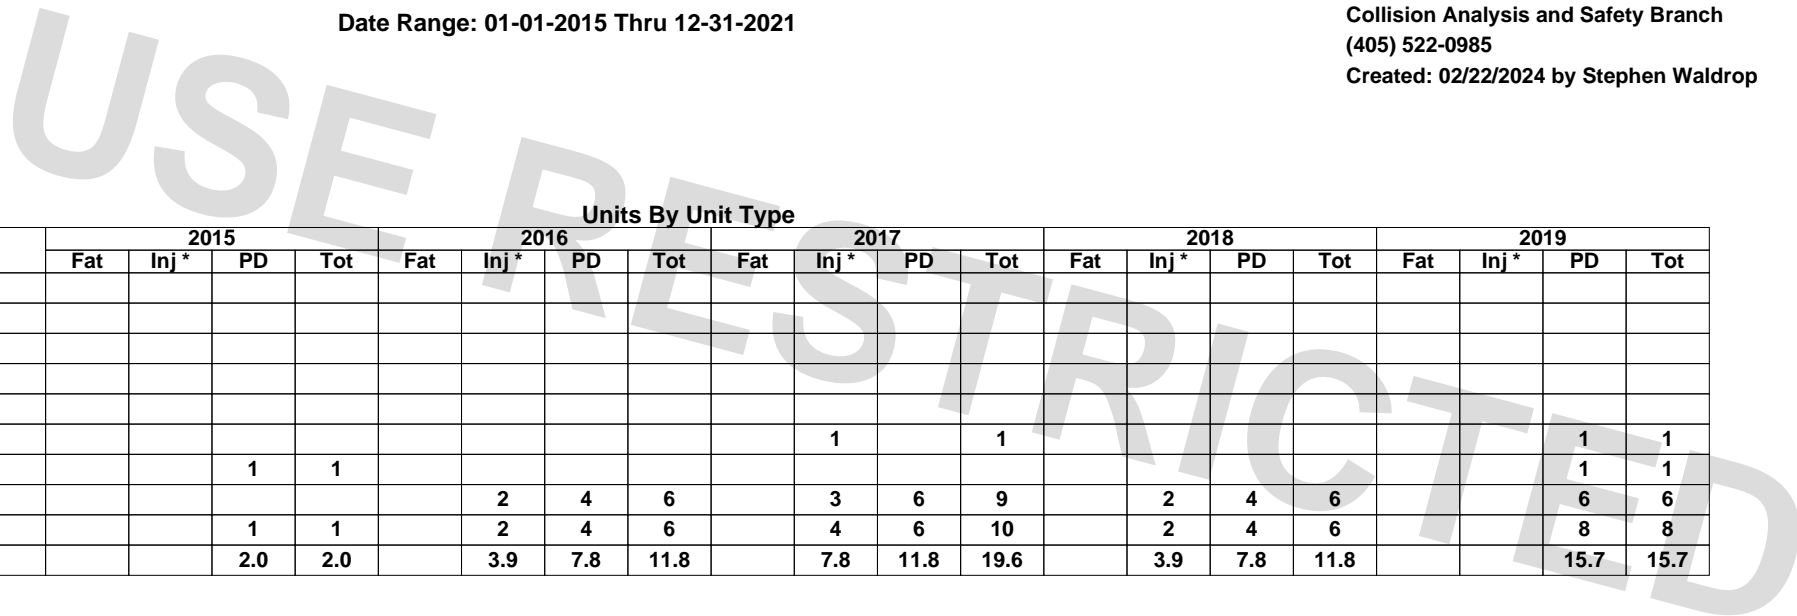 Date Range: 01-01-2015 Thru 12-31-2021
Collision Analysis and Safety Branch
(405) 522-0985
Created: 02/22/2024 by Stephen Waldrop
USE RESTRICTED
Units By Unit Type
2015 2016 2017 2018 2019
Fat Inj * PD Tot Fat Inj * PD Tot Fat Inj * PD Tot Fat Inj * PD Tot Fat Inj * PD Tot
1 1 1 1
1 1 1 1
2 4 6 3 6 9 2 4 6 6 6
1 1 2 4 6 4 6 10 2 4 6 8 8
2.0 2.0 3.9 7.8 11.8 7.8 11.8 19.6 3.9 7.8 11.8 15.7 15.7